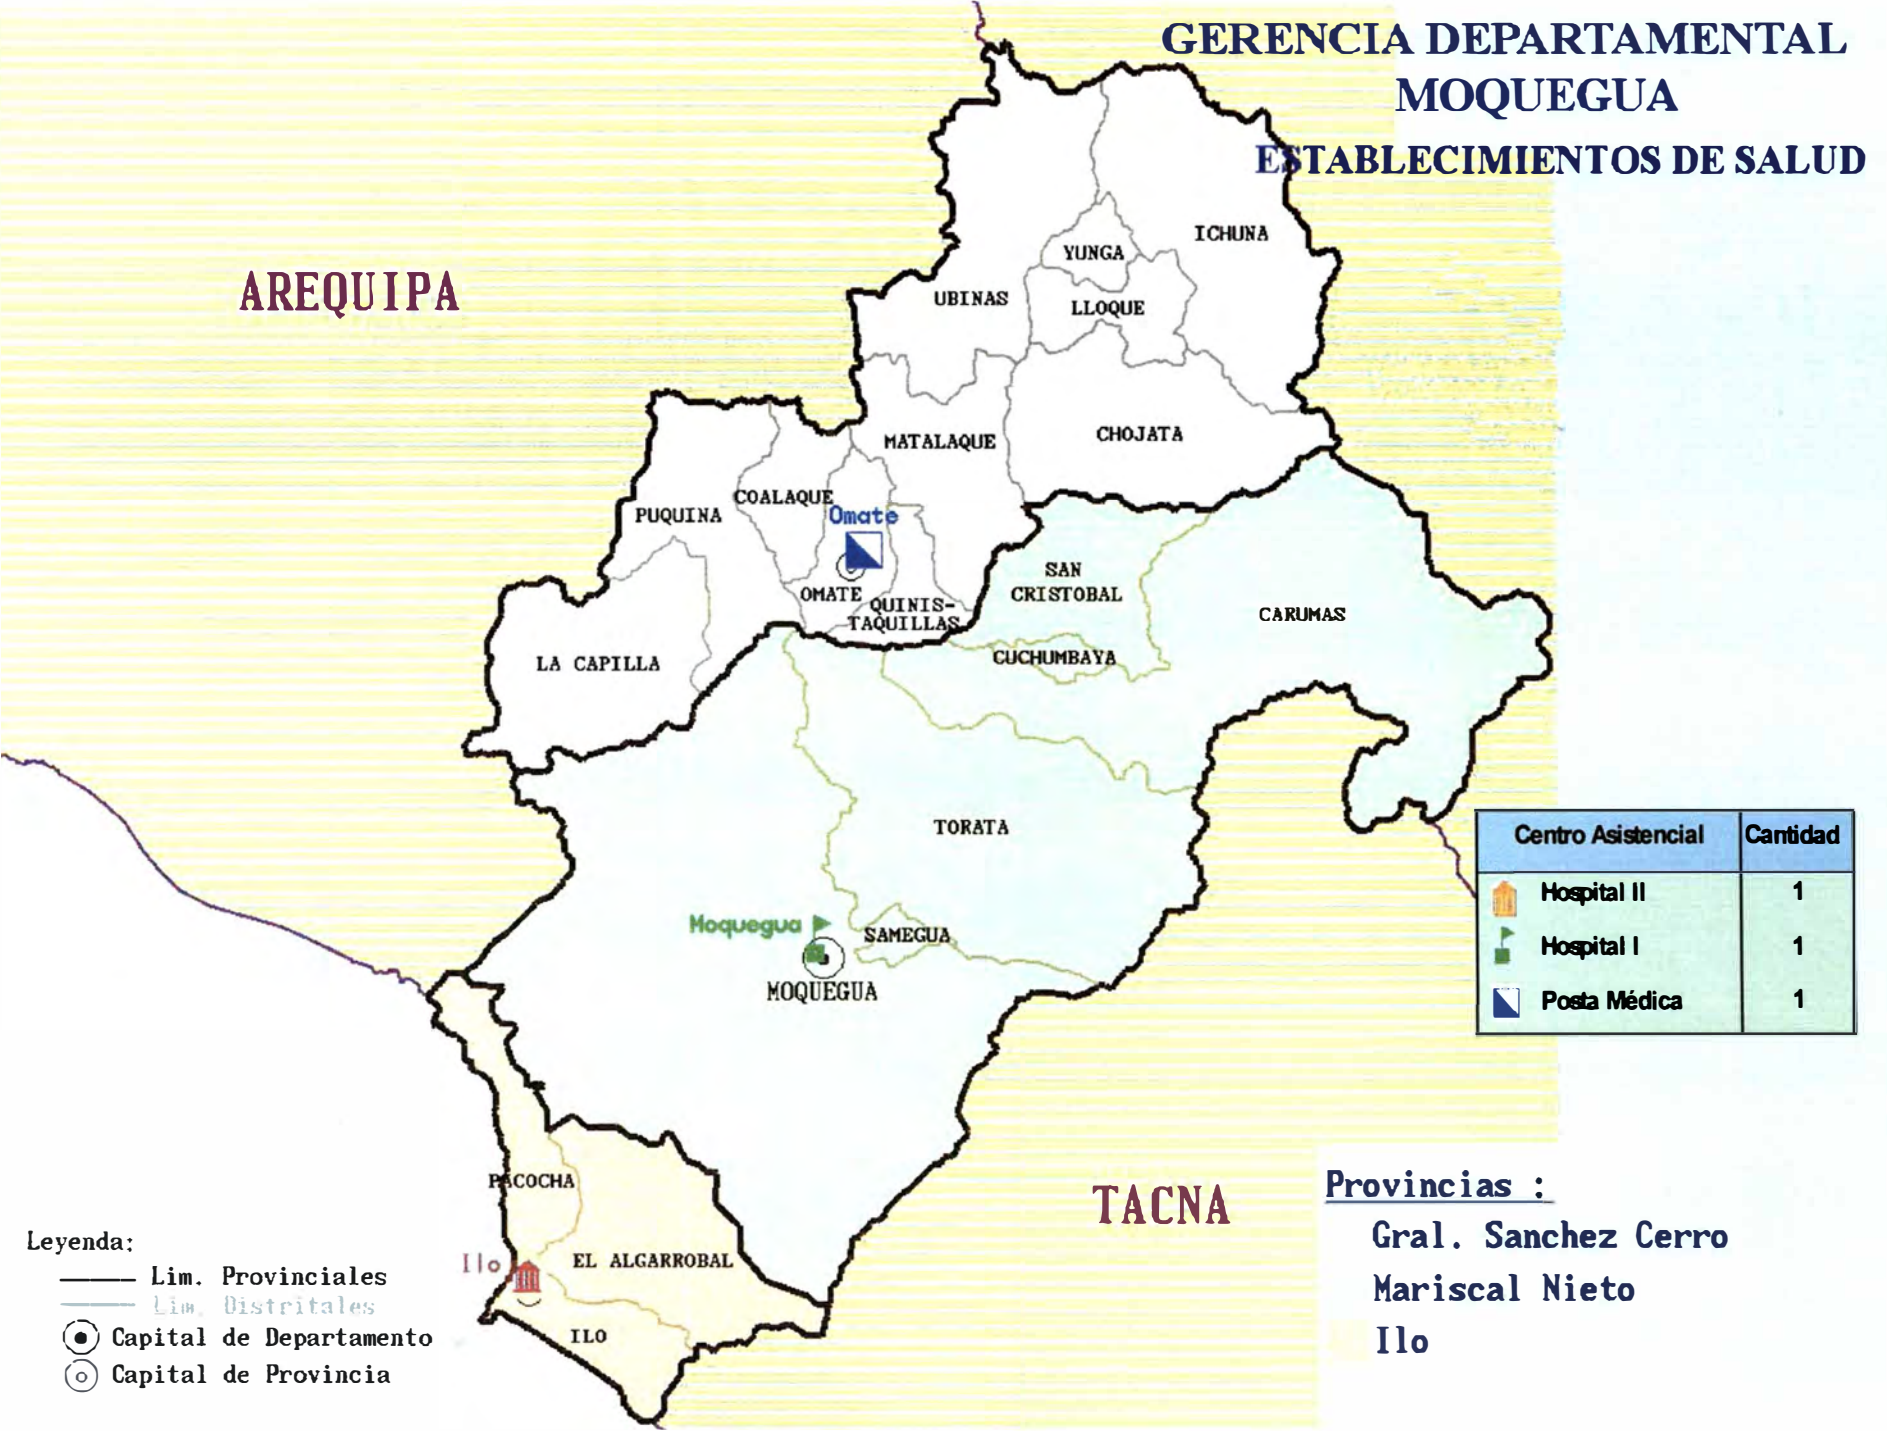 GERENCIA DEPARTAMENTAL
MOQUEGUA
ESTABLECIMIENTOS DE SALUD
AREQUIPA
ICHUNA
YUNGA
UBINAS
LLOQUE
MATALAQUE
CHOJATA
COALAQUE
PUQUINA
Omate
OMATE
QUINIS-
TAQUILLAS
SAN
CRISTOBAL
CARUMAS
CUCHUMBAYA
LA CAPILLA
TORATA
Moquegua
SAMEGUA
MOQUEGUA
Centro Asistencial Cantidad
Hospital II 1
Hospital I 1
Posta Médica 1
PACOCHA
TACNA
Ilo
EL ALGARROBAL
ILO
Provincias :
Gral. Sanchez Cerro
Mariscal Nieto
Ilo
Leyenda:
Lim. Provinciales
Lim. Distritales
Capital de Departamento
Capital de Provincia